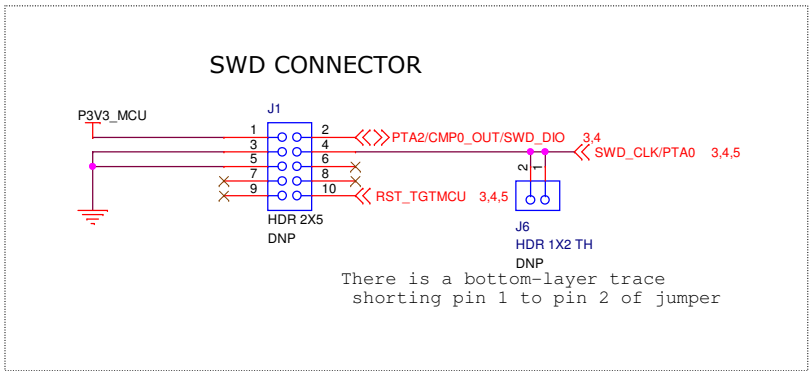 SWD CONNECTOR
P3V3_MCU
J1
1 2 PTA2/CMP0_OUT/SWD_DIO 3,4
3 4 SWD_CLK/PTA0 3,4,5
5 6
7 8
9 10 RST_TGTMCU 3,4,5
2 1
HDR 2X5
DNP
J6
HDR 1X2 TH
DNP
There is a bottom-layer trace
shorting pin 1 to pin 2 of jumper